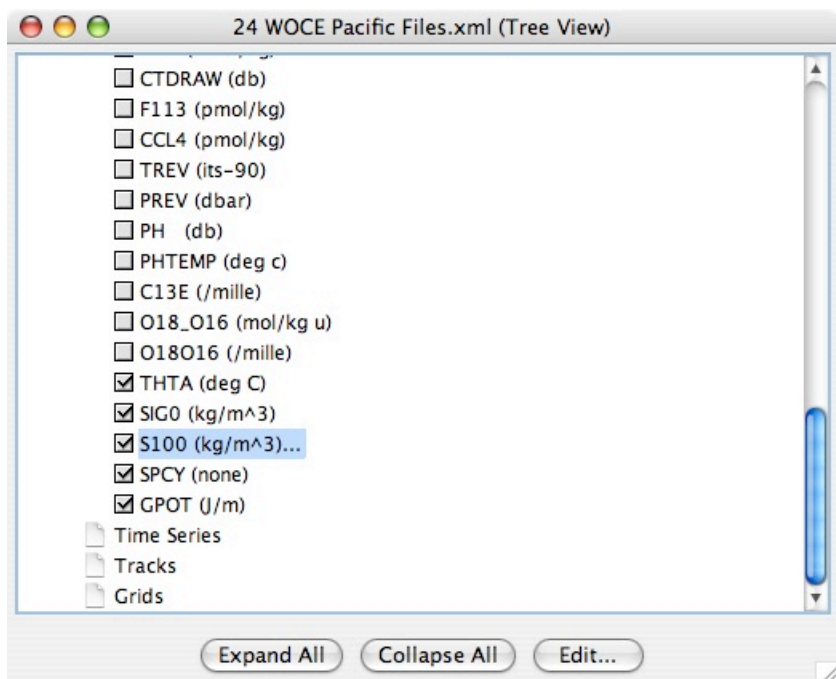 24 WOCE Pacific Files.xml (Tree View)
CTDRAW (db)
F113 (pmol/kg)
CCL4 (pmol/kg)
TREV (its-90)
PREV (dbar)
PH (db)
PHTEMP (deg c)
C13E (/mille)
O18_O16 (mol/kg u)
O18O16 (/mille)
THTA (deg C)
SIG0 (kg/m^3)
S100 (kg/m^3)...
SPCY (none)
GPOT (J/m)
Time Series
Tracks
Grids
Expand All Collapse All Edit...